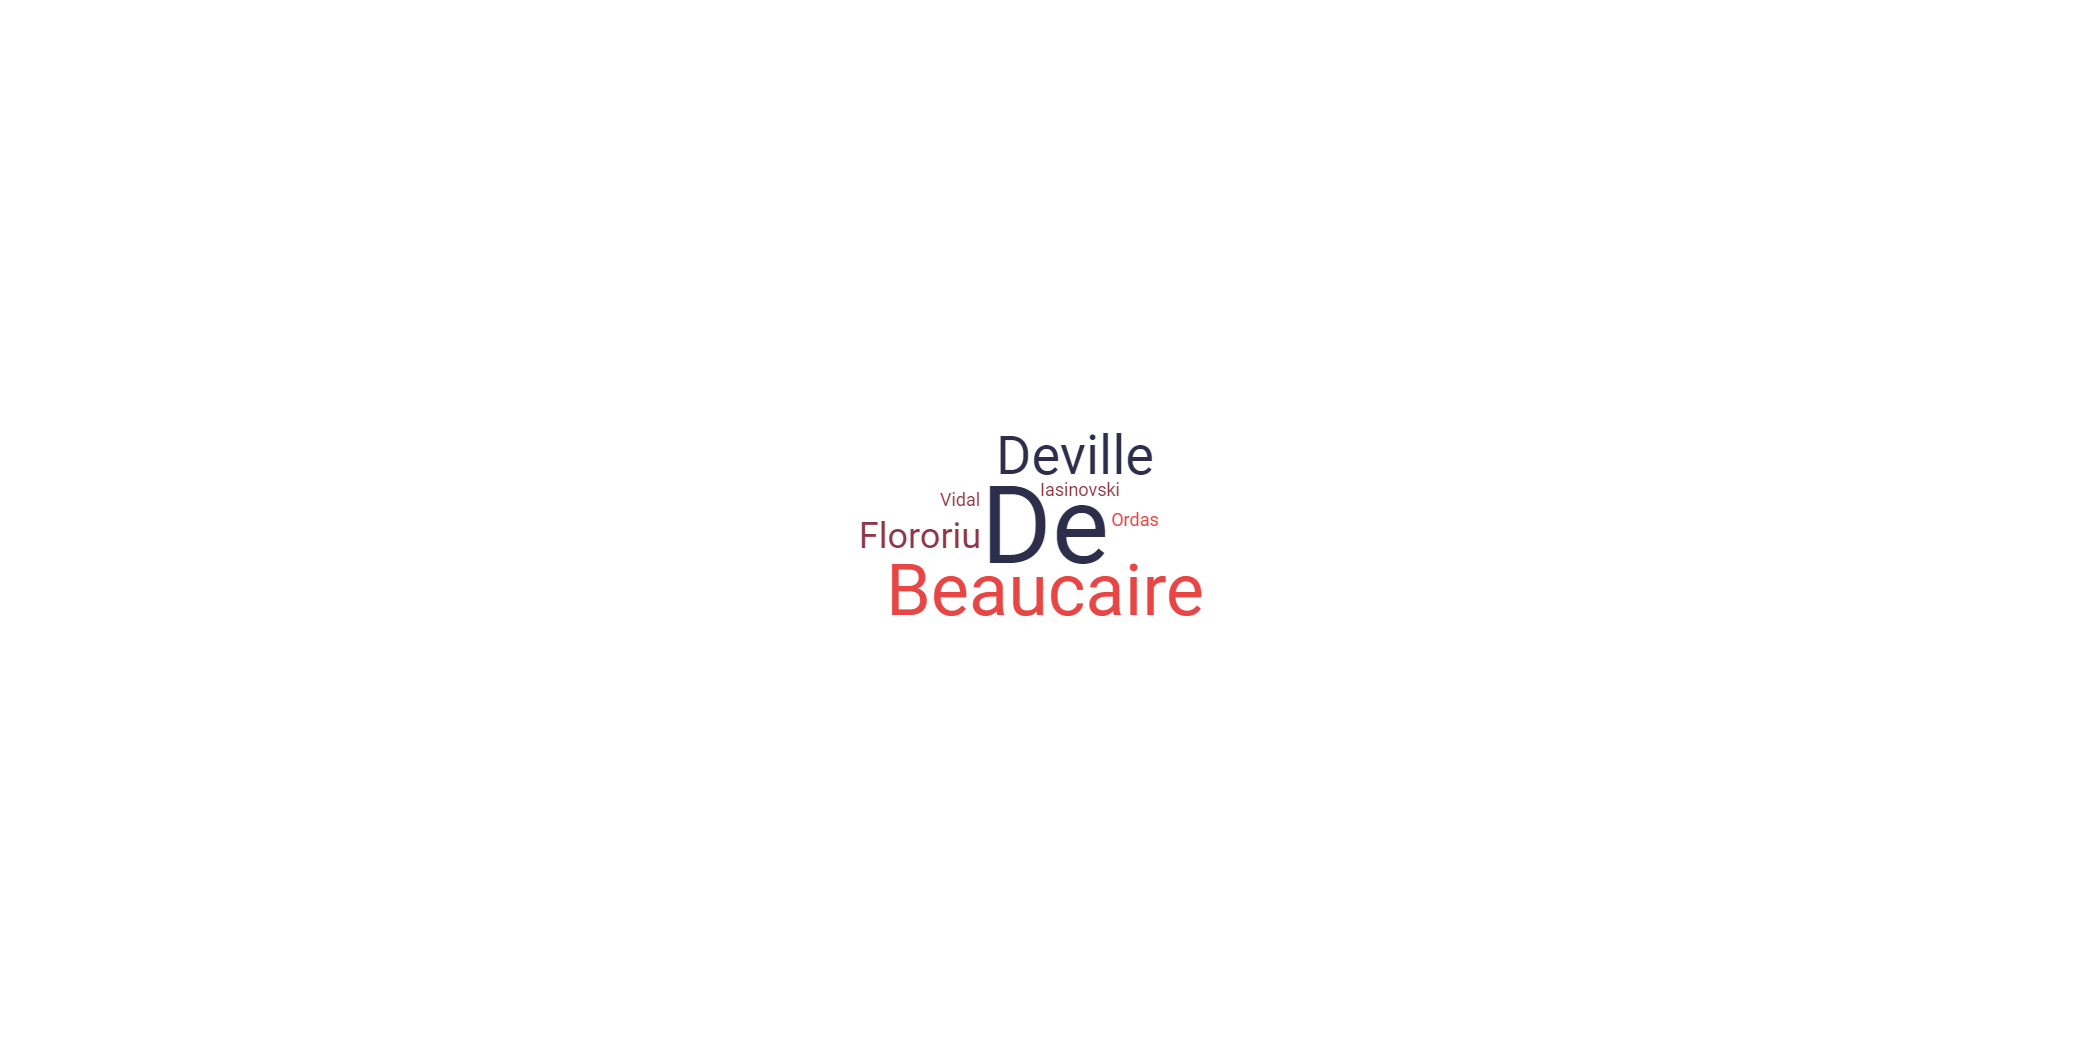 Deville
Iasinovski
Vidal
De
Ordas
Flororiu
Beaucaire